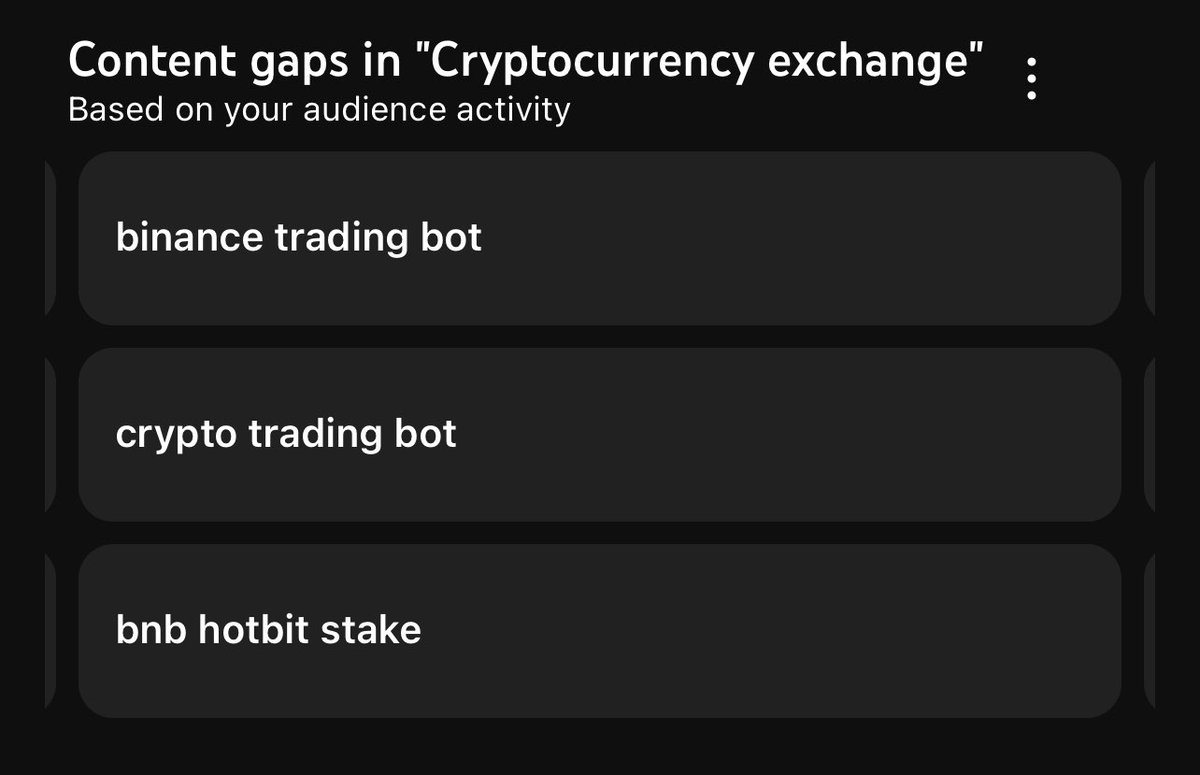 Content gaps in "Cryptocurrency exchange"
Based on your audience activity
binance trading bot
crypto trading bot
bnb hotbit stake